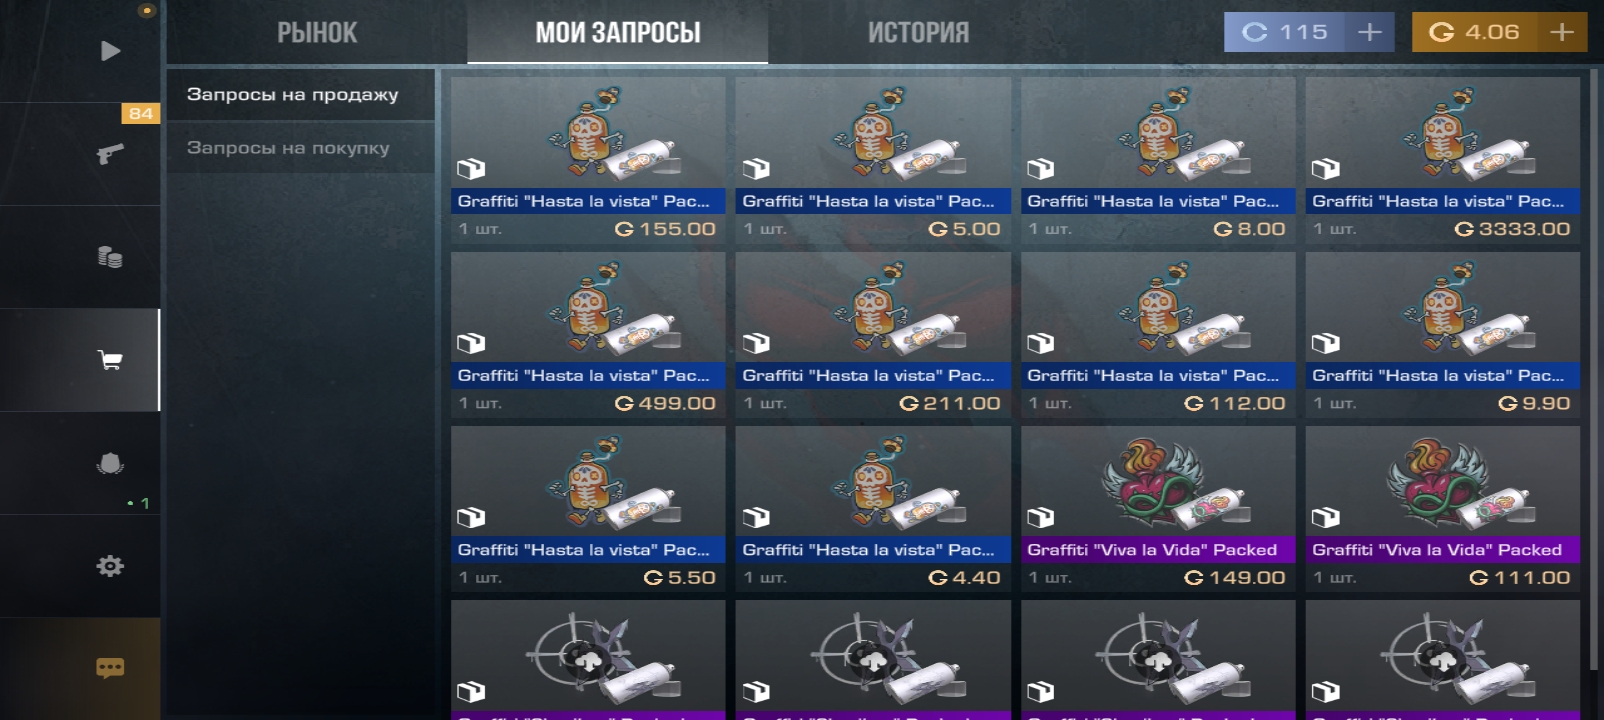 РЫНОК МОИ ЗАПРОСЫ ИСТОРИЯ 115 + 4.06 +
Запросы на продажу
84
Запросы на покупку
Graffiti "Hasta la vista" Pac... Graffiti "Hasta la vista" Pac... Graffiti "Hasta la vista" Pac... Graffiti "Hasta la vista" Pac...
1 шт. 155.00 1 шт. 5.00 1 шт. 8.00 1 шт. 3333.00
Graffiti "Hasta la vista" Pac... Graffiti "Hasta la vista" Pac... Graffiti "Hasta la vista" Pac... Graffiti "Hasta la vista" Pac...
1 шт. 499.00 1 шт. 211.00 1 шт. 112.00 1 шт. 9.90
1
Graffiti "Hasta la vista" Pac... Graffiti "Hasta la vista" Pac... Graffiti "Viva la Vida" Packed Graffiti "Viva la Vida" Packed
1 шт. 5.50 1 шт. 4.40 1 шт. 149.00 1 шт. 111.00